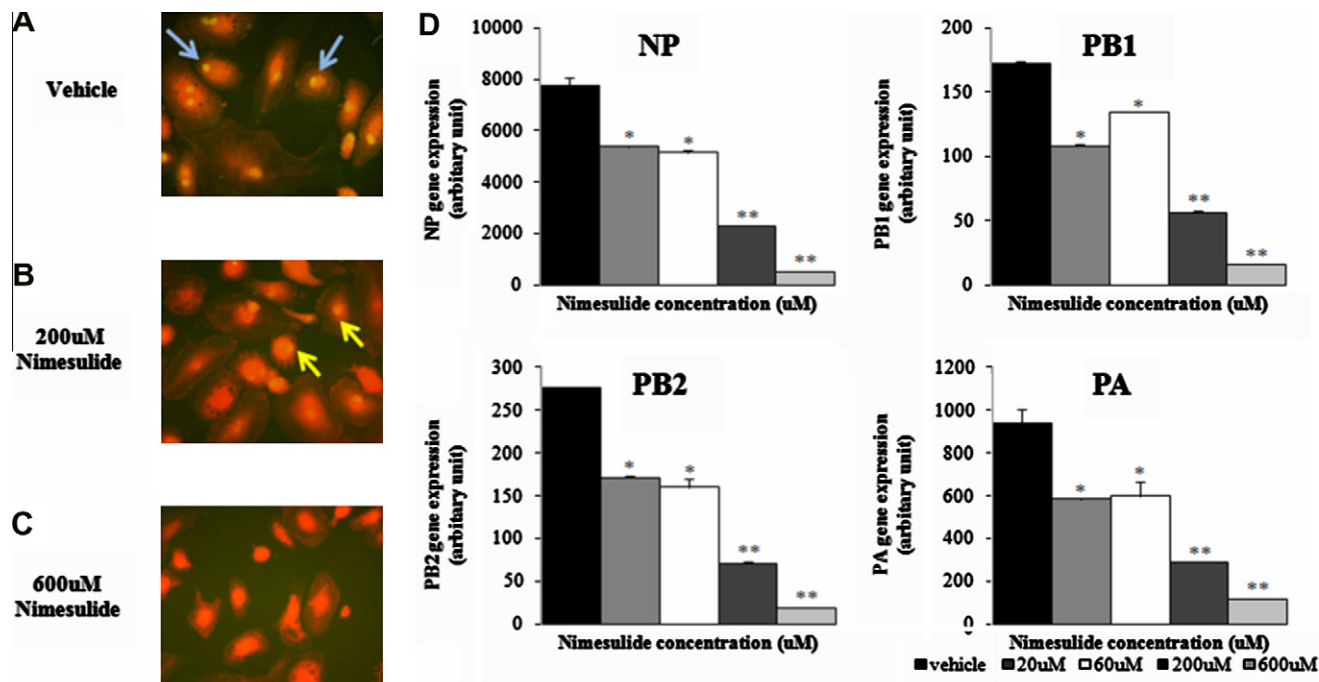 A
Vehicle
B
200uM
Nimesulide
C
600uM
Nimesulide
D
NP
NP gene expression
(arbitary unit)
10000
8000
6000
4000
2000
0
*
*
**
**
Nimesulide concentration (uM)
PB1
PB1 gene expression
(arbitary unit)
200
150
100
50
0
*
*
**
**
Nimesulide concentration (uM)
PB2
PB2 gene expression
(arbitary unit)
300
250
200
150
100
50
0
*
*
**
**
Nimesulide concentration (uM)
PA
PA gene expression
(arbitary unit)
1200
1000
800
600
400
200
0
*
*
**
**
Nimesulide concentration (uM)
vehicle 20uM 60uM 200uM 600uM